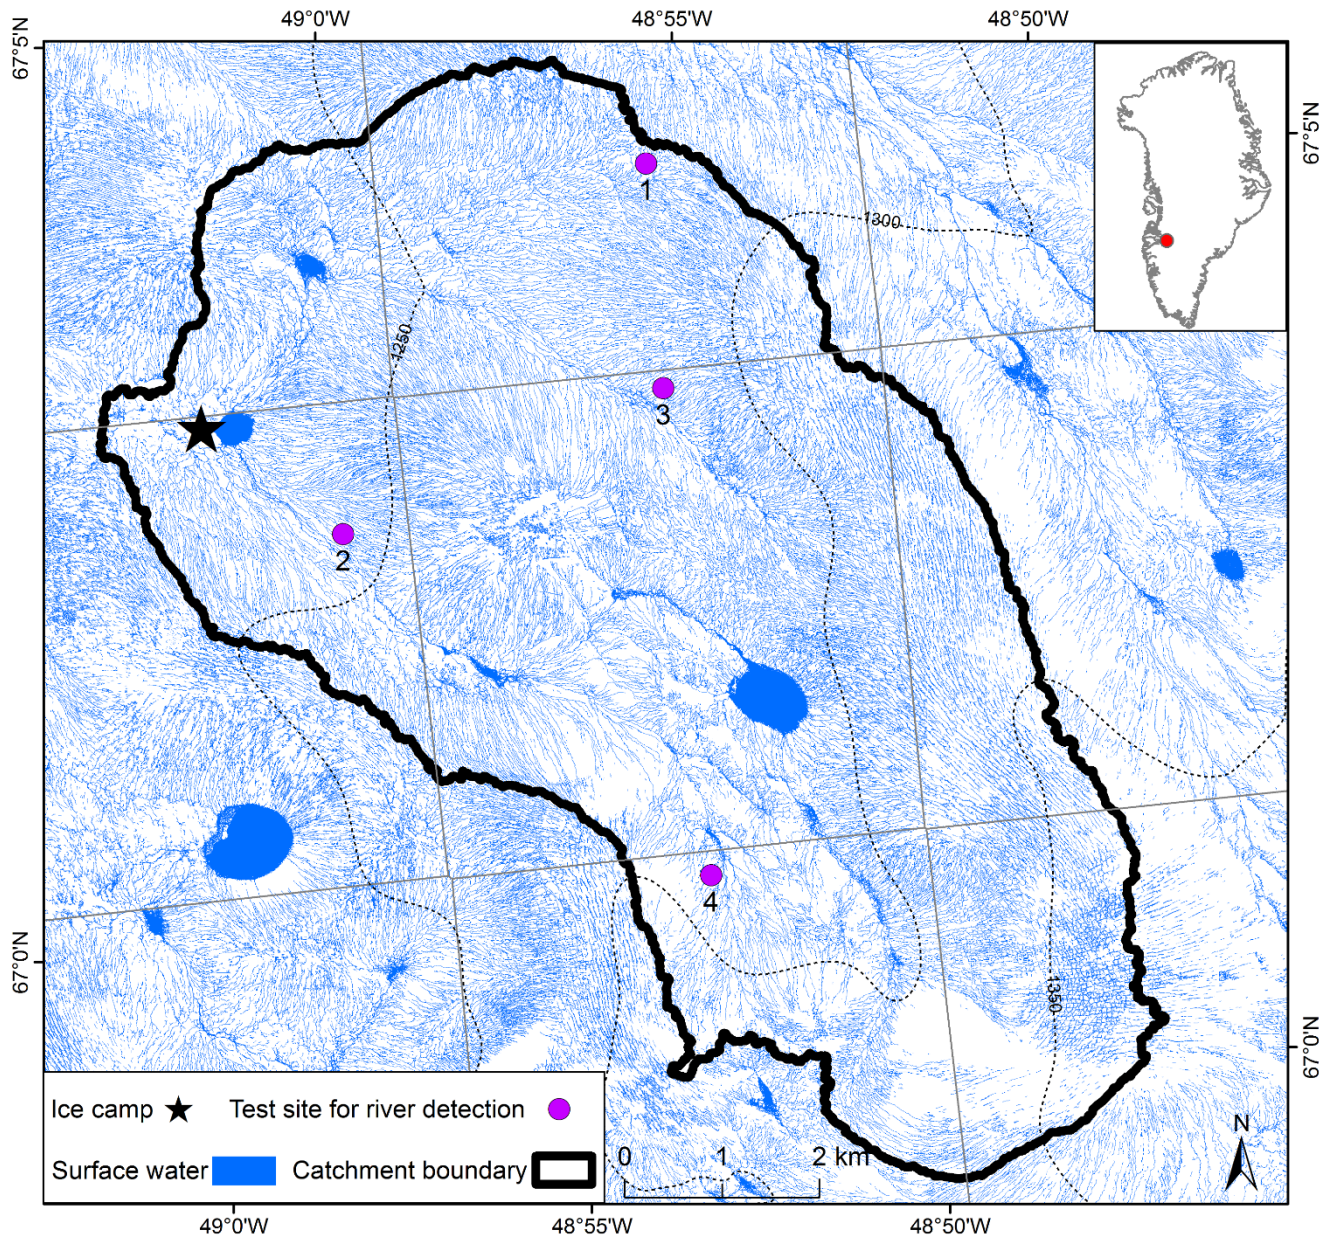 49°0'W 48°55'W 48°50'W
67°5'N
67°5'N
1
1300
1250
3
2
4
1350
67°0'N
67°0'N
Ice camp Test site for river detection
Surface water Catchment boundary
0 1 2 km
N
49°0'W 48°55'W 48°50'W